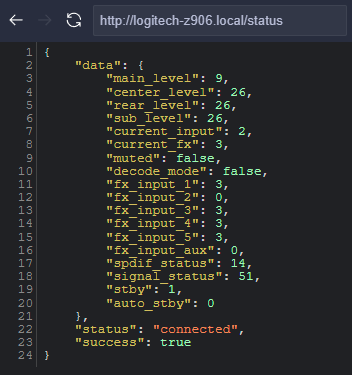 http://logitech-z906.local/status
1 {
2 "data": {
3 "main_level": 9,
4 "center_level": 26,
5 "rear_level": 26,
6 "sub_level": 26,
7 "current_input": 2,
8 "current_fx": 3,
9 "muted": false,
10 "decode_mode": false,
11 "fx_input_1": 3,
12 "fx_input_2": 0,
13 "fx_input_3": 3,
14 "fx_input_4": 3,
15 "fx_input_5": 3,
16 "fx_input_aux": 0,
17 "spdif_status": 14,
18 "signal_status": 51,
19 "stby": 1,
20 "auto_stby": 0
21 },
22 "status": "connected",
23 "success": true
24 }